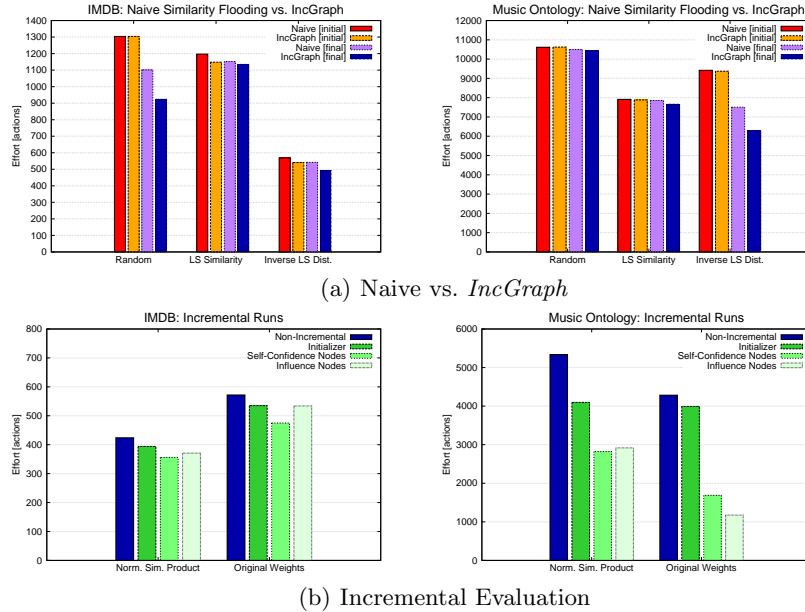 IMDB: Naive Similarity Flooding vs. IncGraph
1400
1300
1200
1100
1000
900
800
700
600
500
400
300
200
100
0
Effort [actions]
Naive [initial]
IncGraph [initial]
Naive [final]
IncGraph [final]
Random
LS Similarity
Inverse LS Dist.
Music Ontology: Naive Similarity Flooding vs. IncGraph
12000
11000
10000
9000
8000
7000
6000
5000
4000
3000
2000
1000
0
Effort [actions]
Naive [initial]
IncGraph [initial]
Naive [final]
IncGraph [final]
Random
LS Similarity
Inverse LS Dist.
(a) Naive vs. IncGraph
IMDB: Incremental Runs
800
700
600
500
400
300
200
100
0
Effort [actions]
Non-Incremental
Initializer
Self-Confidence Nodes
Influence Nodes
Norm. Sim. Product
Original Weights
Music Ontology: Incremental Runs
6000
5000
4000
3000
2000
1000
0
Effort [actions]
Non-Incremental
Initializer
Self-Confidence Nodes
Influence Nodes
Norm. Sim. Product
Original Weights
(b) Incremental Evaluation